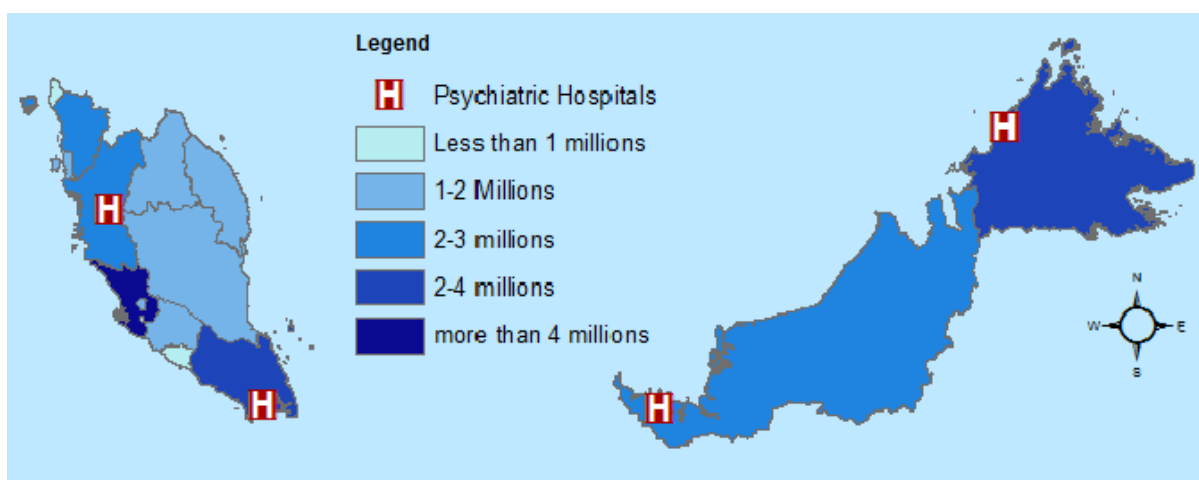 Legend
H Psychiatric Hospitals
Less than 1 millions
1-2 Millions
2-3 millions
2-4 millions
more than 4 millions
H
H
H
H
N
W E
S